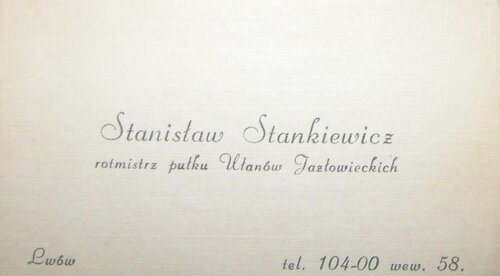 Stanisław Stankiewicz
rotmistrz pułku Ułanów Jazłowieckich
Lwów
tel. 104-00 wew. 58.